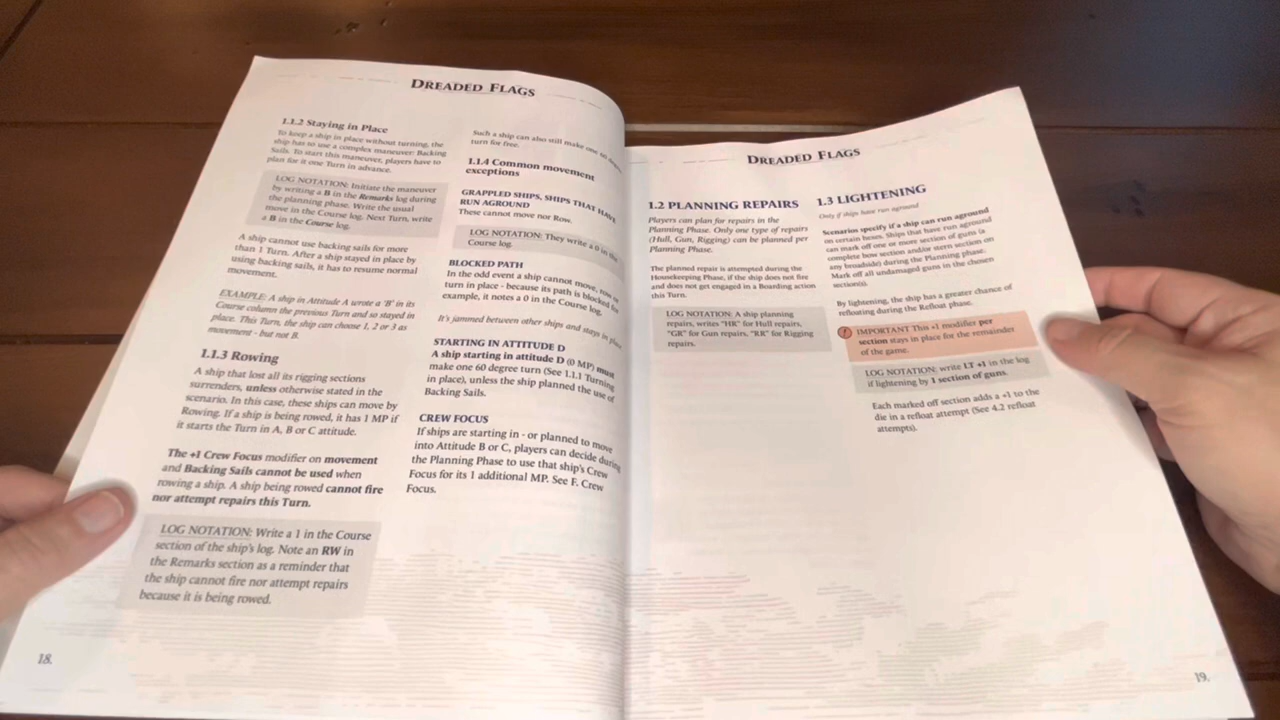 DREADED FLAGS
1.1.2 Staying in Place
To keep a ship in place without turning, the
ship has to use a complex maneuver: Backing
Sails. To start this maneuver, players have to
plan for it one Turn in advance.
LOG NOTATION: Initiate the maneuver
by writing a B in the Remarks log during
the planning phase. Write the usual
move in the Course log. Next Turn, write
a B in the Course log.
A ship cannot use backing sails for more
than 1 Turn. After a ship stayed in place by
using backing sails, it has to resume normal
movement.
EXAMPLE: A ship in Attitude A wrote a 'B' in its
Course column the previous Turn and so stayed in
place. This Turn, the ship can choose 1, 2 or 3 as
movement - but not B.
1.1.3 Rowing
A ship that lost all its rigging sections
surrenders, unless otherwise stated in the
scenario. In this case, these ships can move by
Rowing. If a ship is being rowed, it has 1 MP if
it starts the Turn in A, B or C attitude.
The +1 Crew Focus modifier on movement
and Backing Sails cannot be used when
rowing a ship. A ship being rowed cannot fire
nor attempt repairs this Turn.
LOG NOTATION: Write a 1 in the Course
section of the ship's log. Note an RW in
the Remarks section as a reminder that
the ship cannot fire nor attempt repairs
because it is being rowed.
18.
Such a ship can also still make one 60
turn for free.
1.1.4 Common movement
exceptions
GRAPPLED SHIPS, SHIPS THAT HAVE
RUN AGROUND
These cannot move nor Row.
LOG NOTATION: They write a 0 in the
Course log.
BLOCKED PATH
In the odd event a ship cannot move, row or
turn in place - because its path is blocked for
example, it notes a 0 in the Course log.
It's jammed between other ships and stays in place
STARTING IN ATTITUDE D
A ship starting in attitude D (0 MP) must
make one 60 degree turn (See 1.1.1 Turning
in place), unless the ship planned the use of
Backing Sails.
CREW FOCUS
If ships are starting in - or planned to move
into Attitude B or C, players can decide during
the Planning Phase to use that ship's Crew
Focus for its 1 additional MP. See F. Crew
Focus.
DREADED FLAGS
1.2 PLANNING REPAIRS
Players can plan for repairs in the
Planning Phase. Only one type of repairs
(Hull, Gun, Rigging) can be planned per
Planning Phase.
The planned repair is attempted during the
Housekeeping Phase, if the ship does not fire
and does not get engaged in a Boarding action
this Turn.
LOG NOTATION: A ship planning
repairs, writes "HR" for Hull repairs,
"GR" for Gun repairs, "RR" for Rigging
repairs.
1.3 LIGHTENING
Only if ships have run aground
Scenarios specify if a ship can run aground
on certain hexes. Ships that have run aground
can mark off one or more section of guns (a
complete bow section and/or stern section on
any broadside) during the Planning phase.
Mark off all undamaged guns in the chosen
section(s).
By lightening, the ship has a greater chance of
refloating during the Refloat phase.
IMPORTANT This +1 modifier per
section stays in place for the remainder
of the game.
LOG NOTATION: write LT +1 in the log
if lightening by 1 section of guns.
Each marked off section adds a +1 to the
die in a refloat attempt (See 4.2 refloat
attempts).
19.